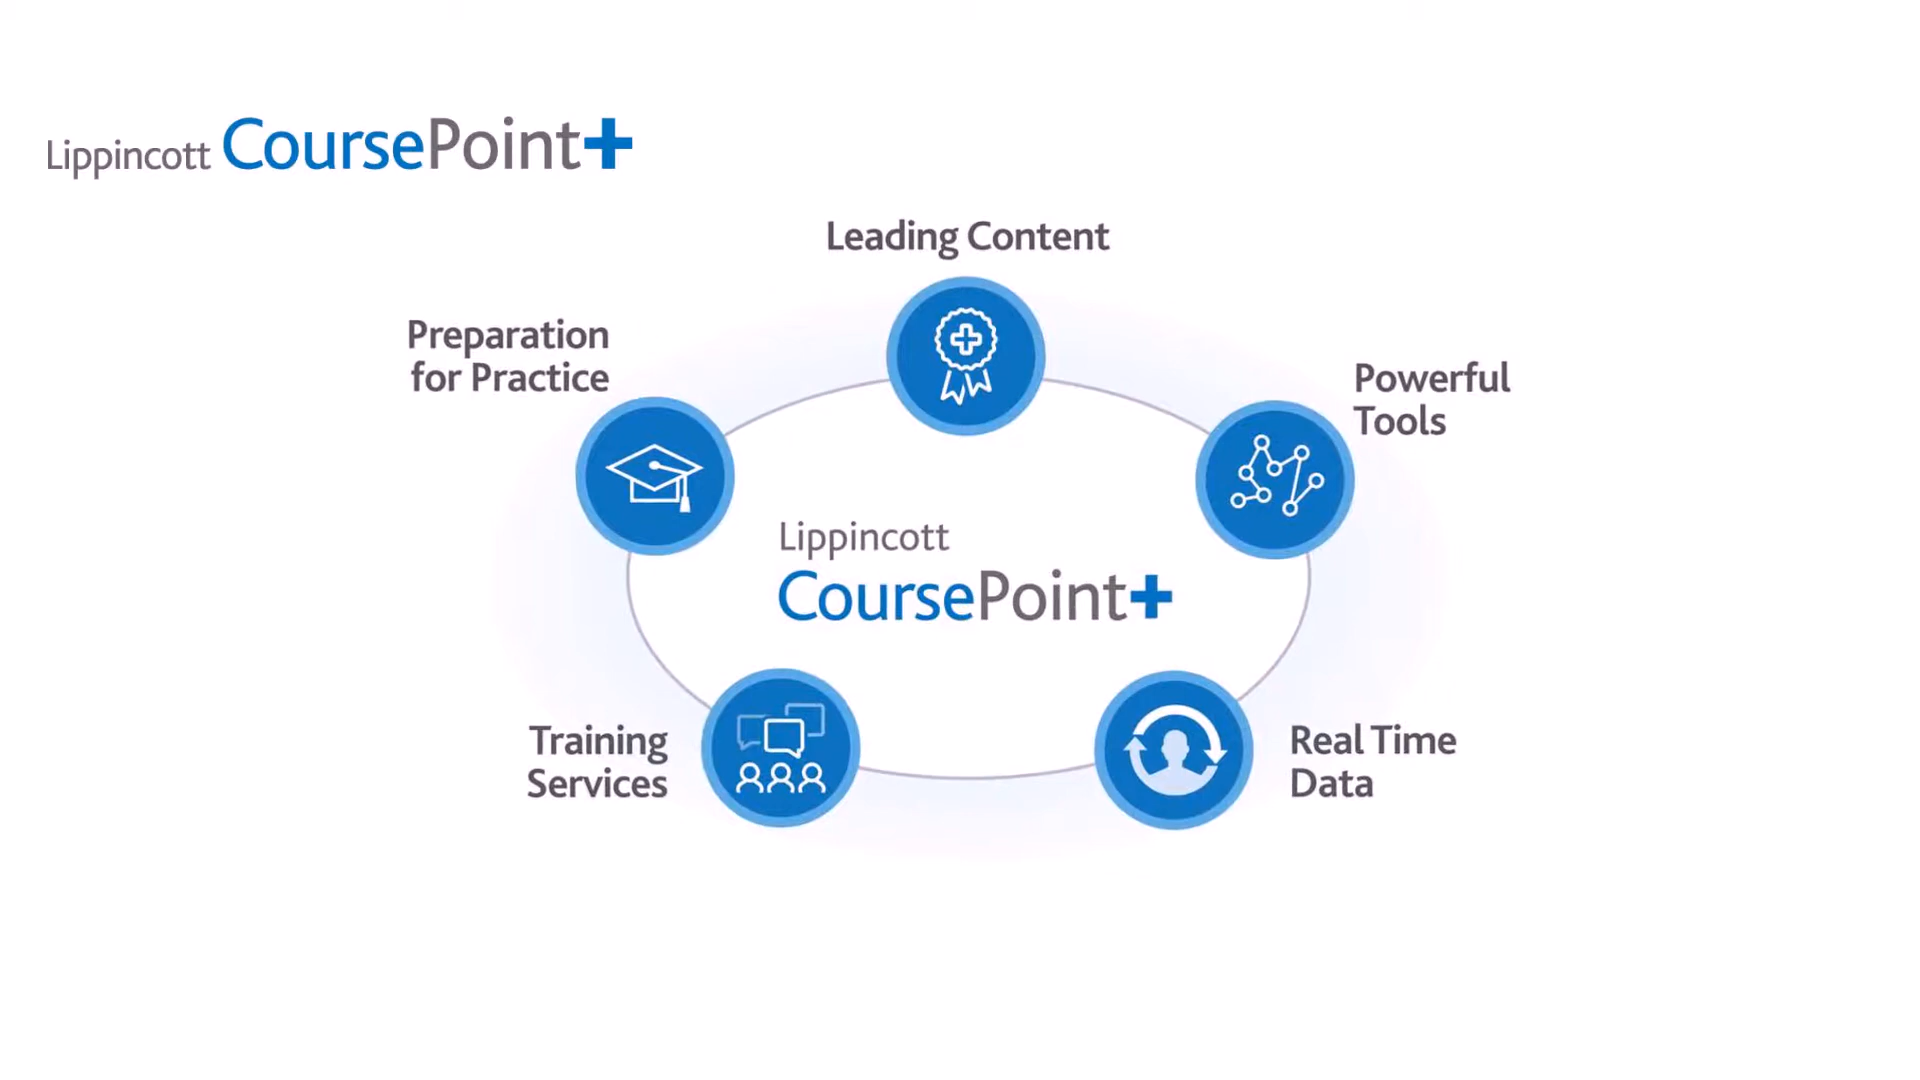 Lippincott CoursePoint+
Leading Content
Preparation
for Practice
Powerful
Tools
Lippincott
CoursePoint+
Training
Services
Real Time
Data